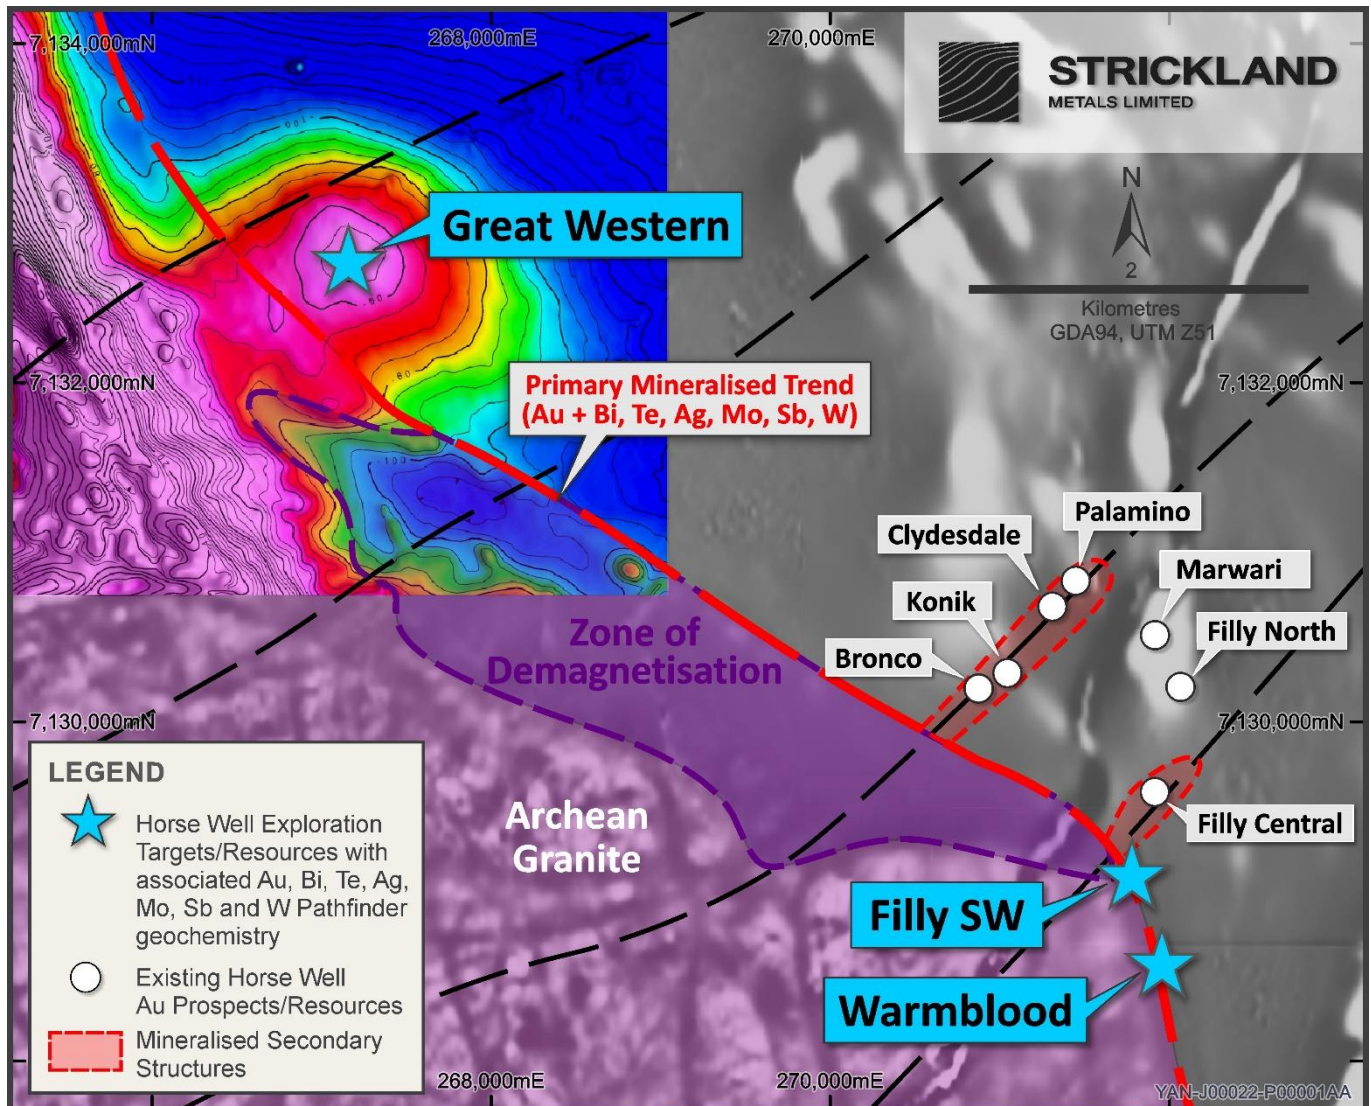 7,134,000mN
268,000mE
270,000mE
STRICKLAND
METALS LIMITED
N
2
Kilometres
GDA94, UTM Z51
Great Western
7,132,000mN
7,132,000mN
Primary Mineralised Trend
(Au + Bi, Te, Ag, Mo, Sb, W)
Palamino
Clydesdale
Marwari
Konik
Filly North
Bronco
Zone of
Demagnetisation
7,130,000mN
7,130,000mN
Filly Central
Archean
Granite
Filly SW
Warmblood
LEGEND
Horse Well Exploration
Targets/Resources with
associated Au, Bi, Te, Ag,
Mo, Sb and W Pathfinder
geochemistry
Existing Horse Well
Au Prospects/Resources
Mineralised Secondary
Structures
268,000mE
270,000mE
YAN-J00022-P00001AA